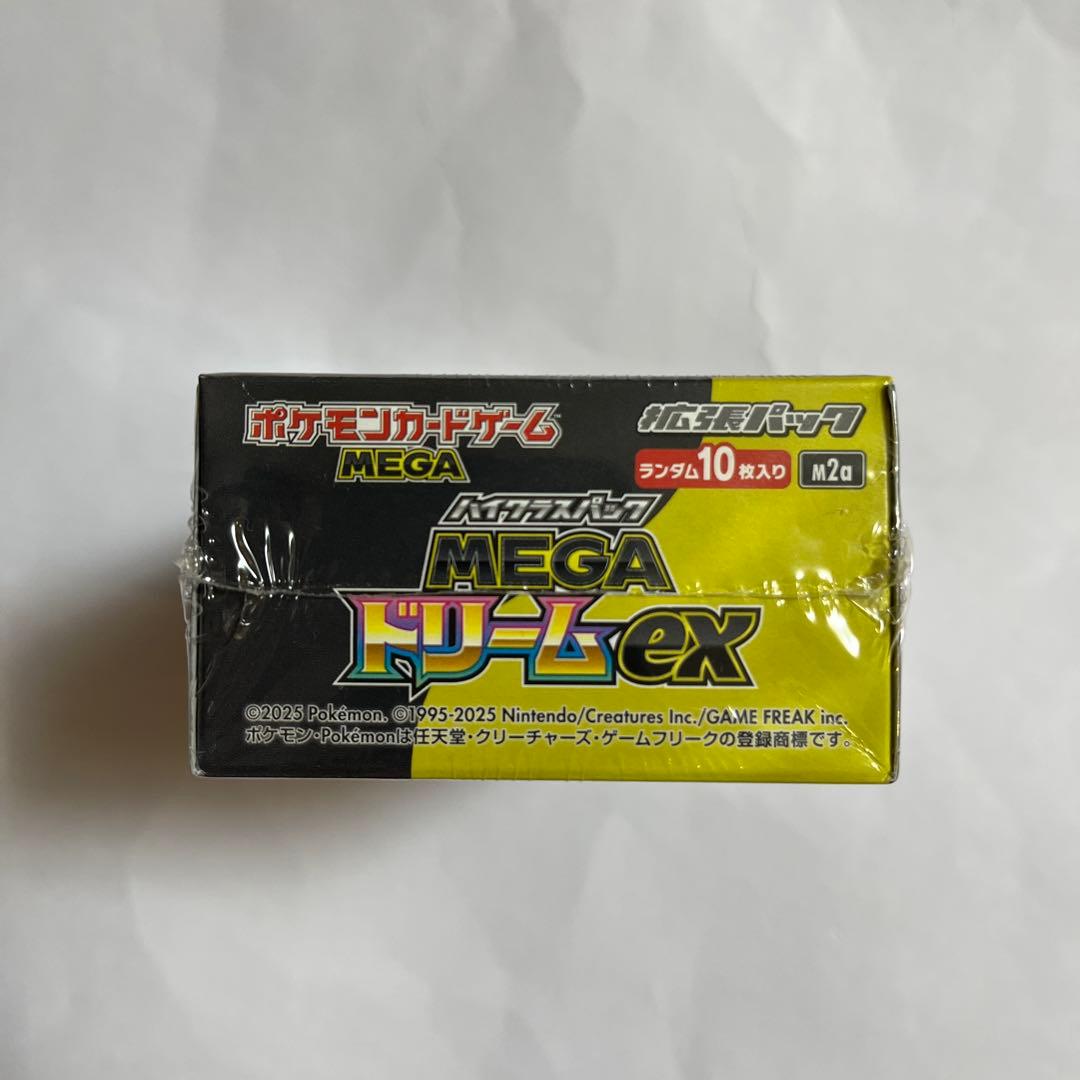 ポケモンカードゲーム™
MEGA
拡張パック
ランダム10枚入り
M2a
ハイクラスパック
MEGA
ドリームex
©2025 Pokémon. ©1995-2025 Nintendo/Creatures Inc./GAME FREAK inc.
ポケモン・Pokémonは任天堂・クリーチャーズ・ゲームフリークの登録商標です。